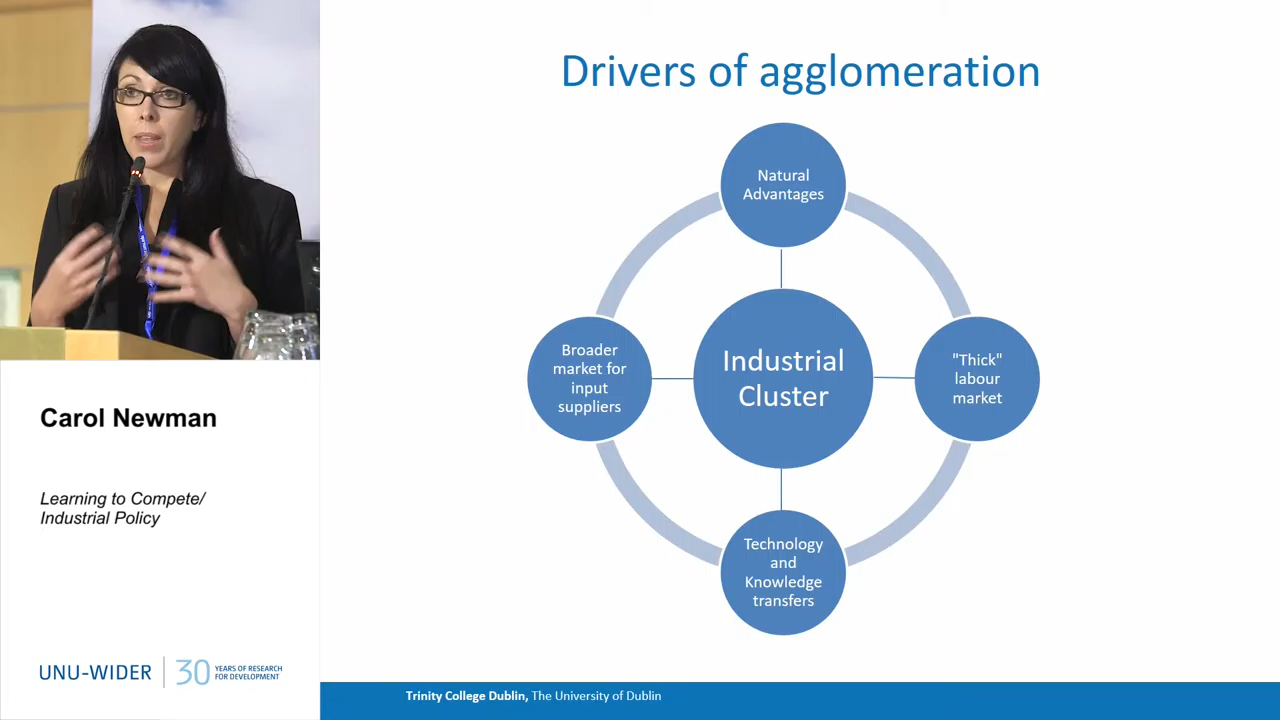 Drivers of agglomeration
Natural
Advantages
Broader
market for
input
suppliers
Industrial
Cluster
"Thick"
labour
market
Technology
and
Knowledge
transfers
Carol Newman
Learning to Compete/
Industrial Policy
UNU-WIDER
30
YEARS OF RESEARCH
FOR DEVELOPMENT
Trinity College Dublin, The University of Dublin